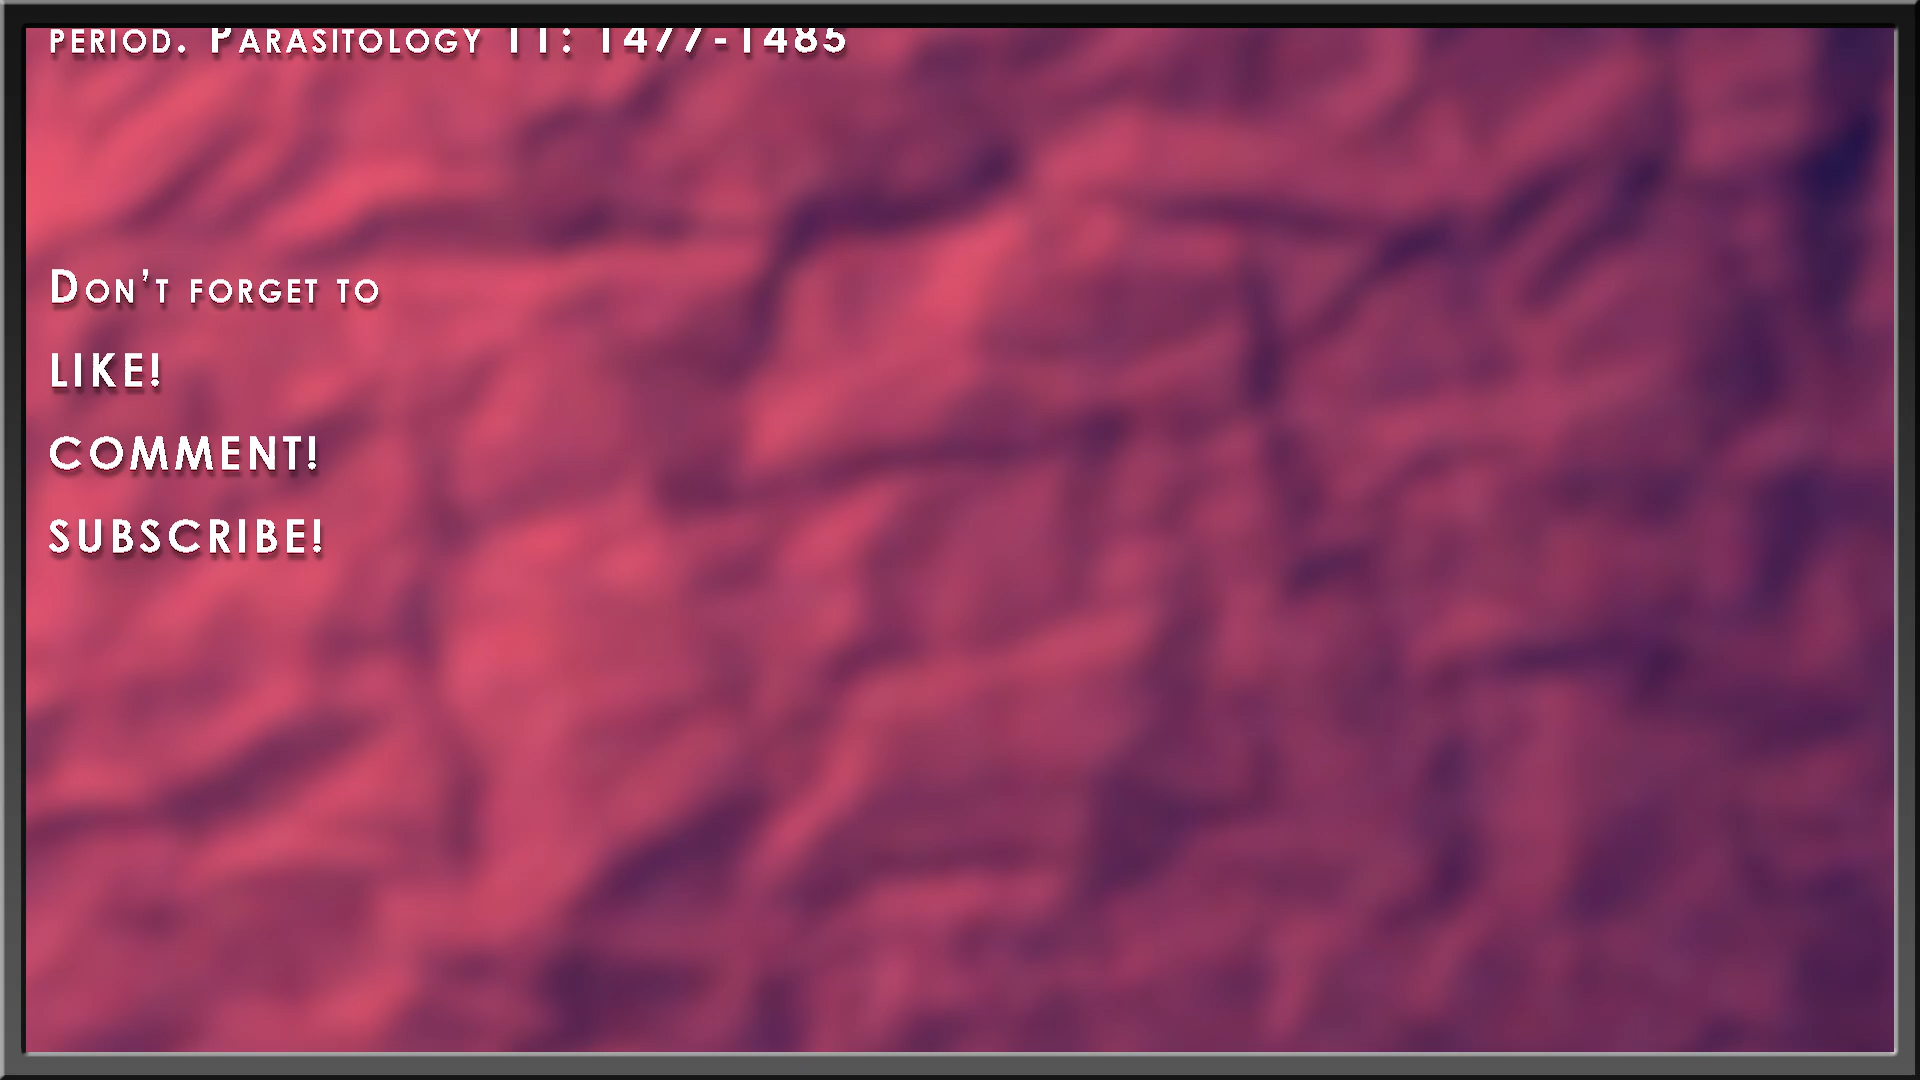 period. Parasitology 11: 1477-1485
Don't forget to
LIKE!
COMMENT!
SUBSCRIBE!